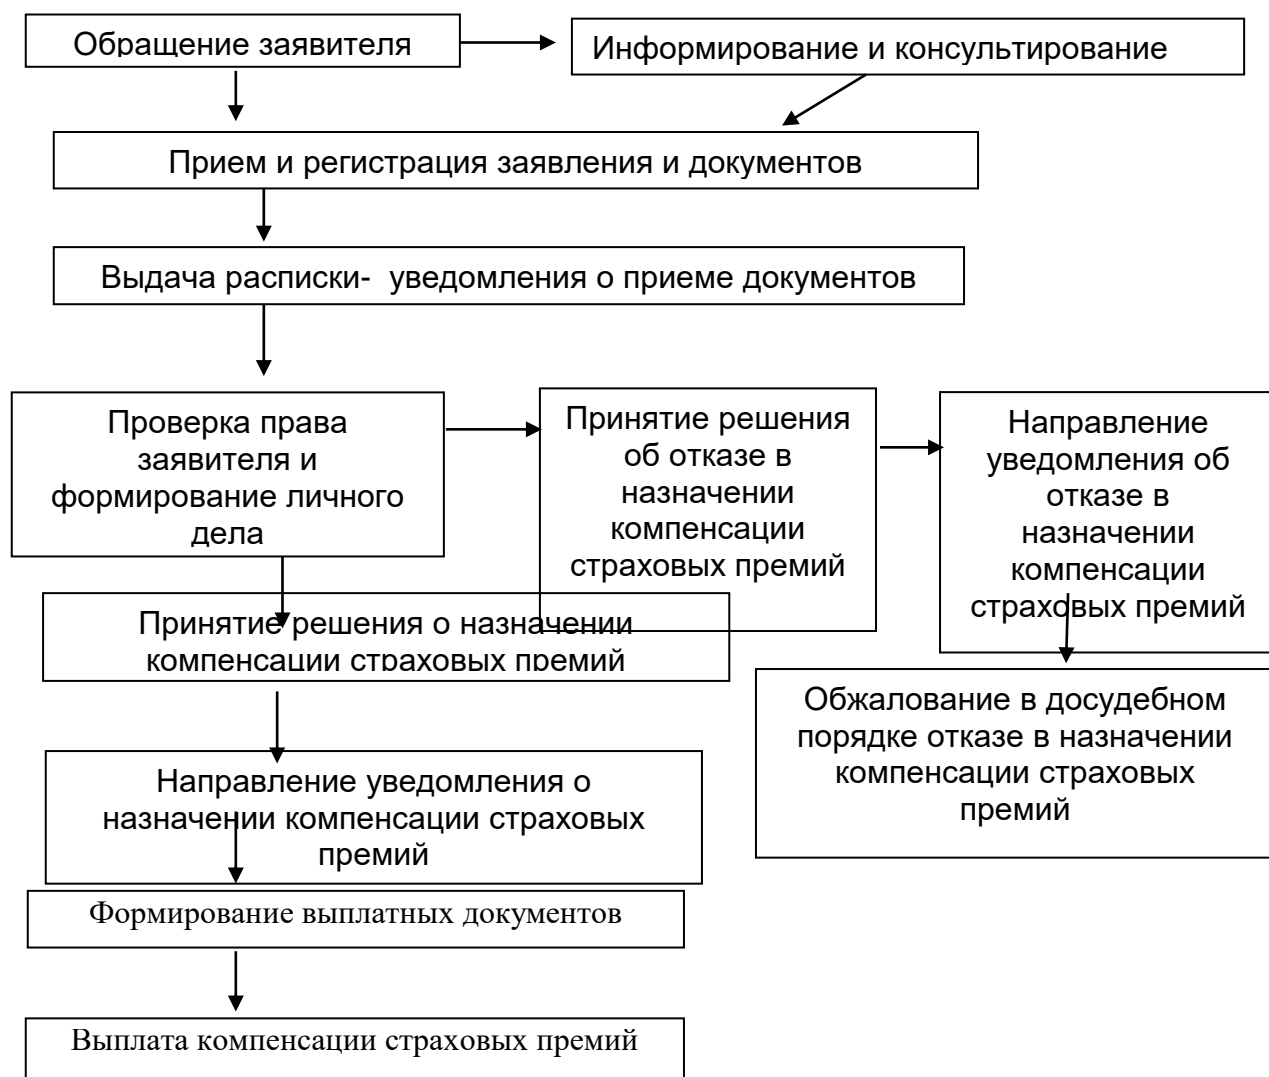 Обращение заявителя
Информирование и консультирование
Прием и регистрация заявления и документов
Выдача расписки- уведомления о приеме документов
Проверка права
заявителя и
формирование личного
дела
Принятие решения
об отказе в
назначении
компенсации
страховых премий
Направление
уведомления об
отказе в
назначении
компенсации
страховых премий
Принятие решения о назначении
компенсации страховых премий
Обжалование в досудебном
порядке отказе в назначении
компенсации страховых
премий
Направление уведомления о
назначении компенсации страховых
премий
Формирование выплатных документов
Выплата компенсации страховых премий